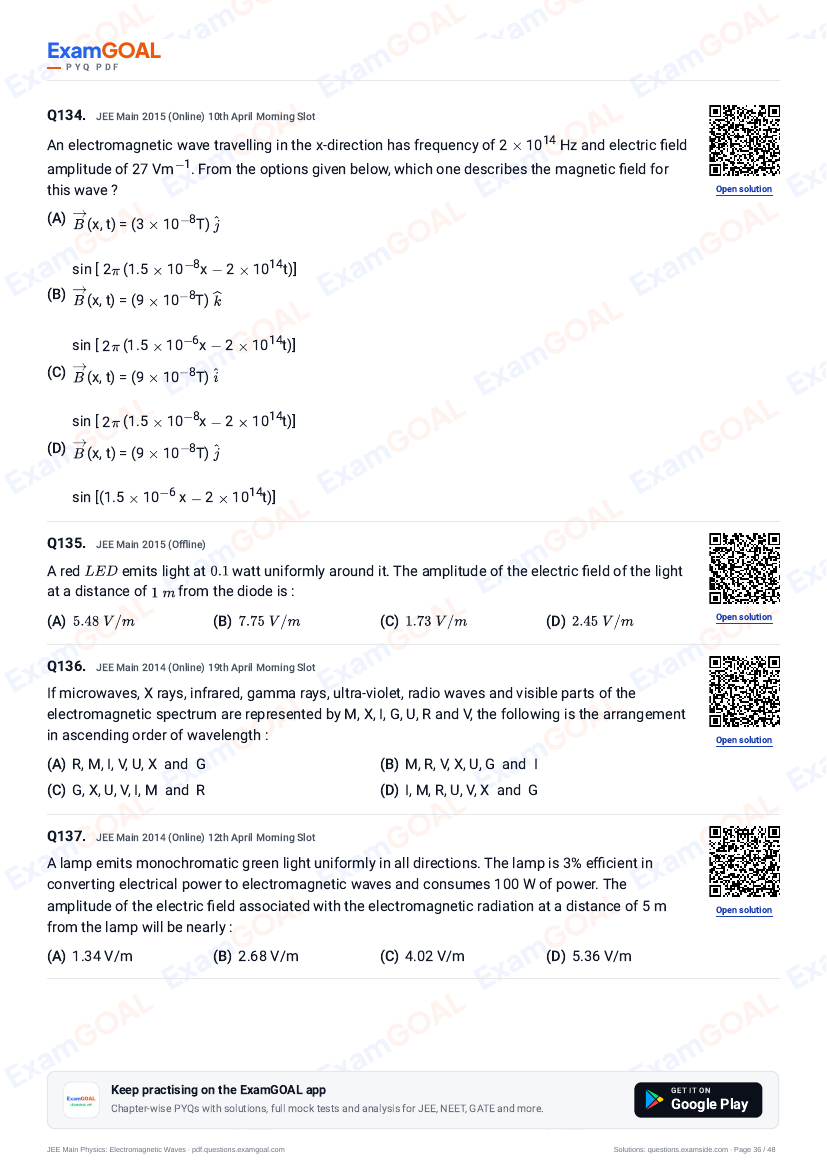 ExamGOAL
PYQ PDF
Q134. JEE Main 2015 (Online) 10th April Morning Slot
An electromagnetic wave travelling in the x-direction has frequency of 2 × 10^14 Hz and electric field
amplitude of 27 Vm^−1. From the options given below, which one describes the magnetic field for
this wave ?
Open solution
(A) $\overrightarrow{B}$(x, t) = (3 × 10^−8T) $\hat{j}$
sin [ 2π (1.5 × 10^−8x − 2 × 10^14t)]
(B) $\overrightarrow{B}$(x, t) = (9 × 10^−8T) $\hat{k}$
sin [ 2π (1.5 × 10^−6x − 2 × 10^14t)]
(C) $\overrightarrow{B}$(x, t) = (9 × 10^−8T) $\hat{i}$
sin [ 2π (1.5 × 10^−8x − 2 × 10^14t)]
(D) $\overrightarrow{B}$(x, t) = (9 × 10^−8T) $\hat{j}$
sin [(1.5 × 10^−6 x − 2 × 10^14t)]
Q135. JEE Main 2015 (Offline)
A red LED emits light at 0.1 watt uniformly around it. The amplitude of the electric field of the light
at a distance of 1 m from the diode is :
Open solution
(A) 5.48 V/m (B) 7.75 V/m (C) 1.73 V/m (D) 2.45 V/m
Q136. JEE Main 2014 (Online) 19th April Morning Slot
If microwaves, X rays, infrared, gamma rays, ultra-violet, radio waves and visible parts of the
electromagnetic spectrum are represented by M, X, I, G, U, R and V, the following is the arrangement
in ascending order of wavelength :
Open solution
(A) R, M, I, V, U, X and G (B) M, R, V, X, U, G and I
(C) G, X, U, V, I, M and R (D) I, M, R, U, V, X and G
Q137. JEE Main 2014 (Online) 12th April Morning Slot
A lamp emits monochromatic green light uniformly in all directions. The lamp is 3% efficient in
converting electrical power to electromagnetic waves and consumes 100 W of power. The
amplitude of the electric field associated with the electromagnetic radiation at a distance of 5 m
from the lamp will be nearly :
Open solution
(A) 1.34 V/m (B) 2.68 V/m (C) 4.02 V/m (D) 5.36 V/m
ExamGOAL
Keep practising on the ExamGOAL app
Chapter-wise PYQs with solutions, full mock tests and analysis for JEE, NEET, GATE and more.
GET IT ON
Google Play
JEE Main Physics: Electromagnetic Waves · pdf.questions.examgoal.com
Solutions: questions.examside.com · Page 36 / 48